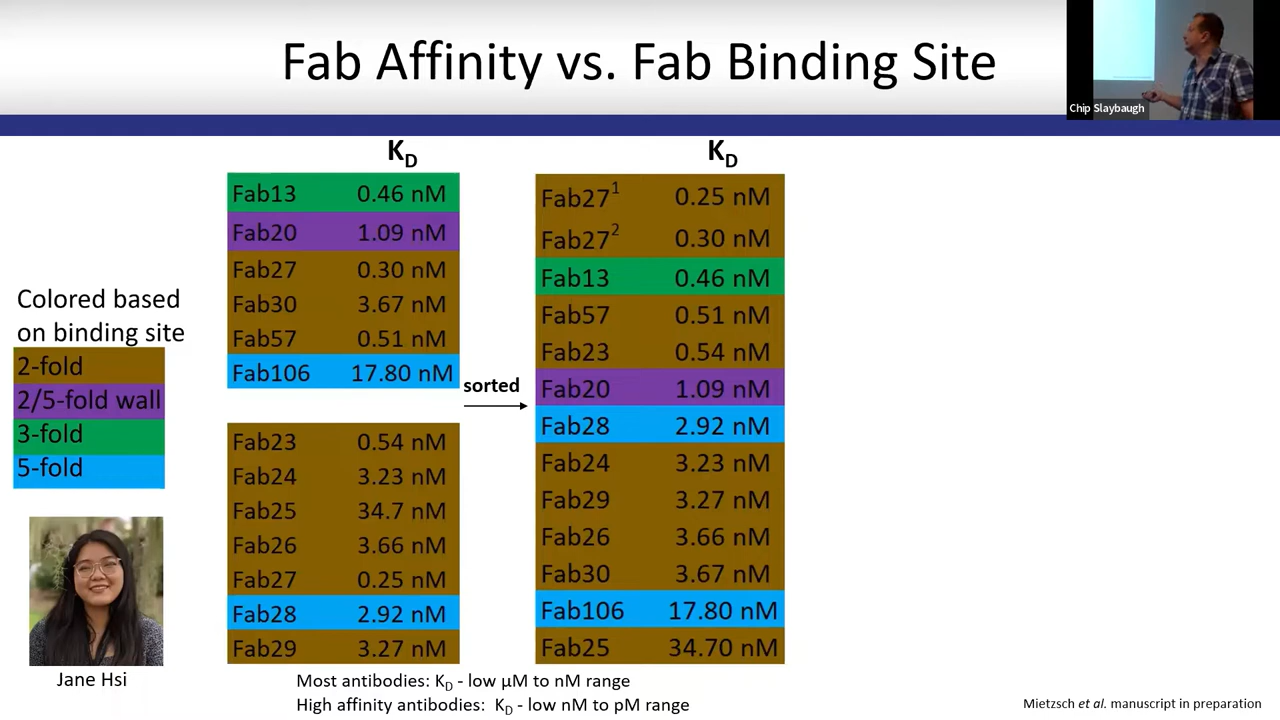 Fab Affinity vs. Fab Binding Site
Chip Slaybaugh
Colored based
on binding site
2-fold
2/5-fold wall
3-fold
5-fold
Jane Hsi
K_D
Fab13 0.46 nM
Fab20 1.09 nM
Fab27 0.30 nM
Fab30 3.67 nM
Fab57 0.51 nM
Fab106 17.80 nM
Fab23 0.54 nM
Fab24 3.23 nM
Fab25 34.7 nM
Fab26 3.66 nM
Fab27 0.25 nM
Fab28 2.92 nM
Fab29 3.27 nM
sorted
K_D
Fab27¹ 0.25 nM
Fab27² 0.30 nM
Fab13 0.46 nM
Fab57 0.51 nM
Fab23 0.54 nM
Fab20 1.09 nM
Fab28 2.92 nM
Fab24 3.23 nM
Fab29 3.27 nM
Fab26 3.66 nM
Fab30 3.67 nM
Fab106 17.80 nM
Fab25 34.70 nM
Most antibodies: K_D - low µM to nM range
High affinity antibodies: K_D - low nM to pM range
Mietzsch et al. manuscript in preparation